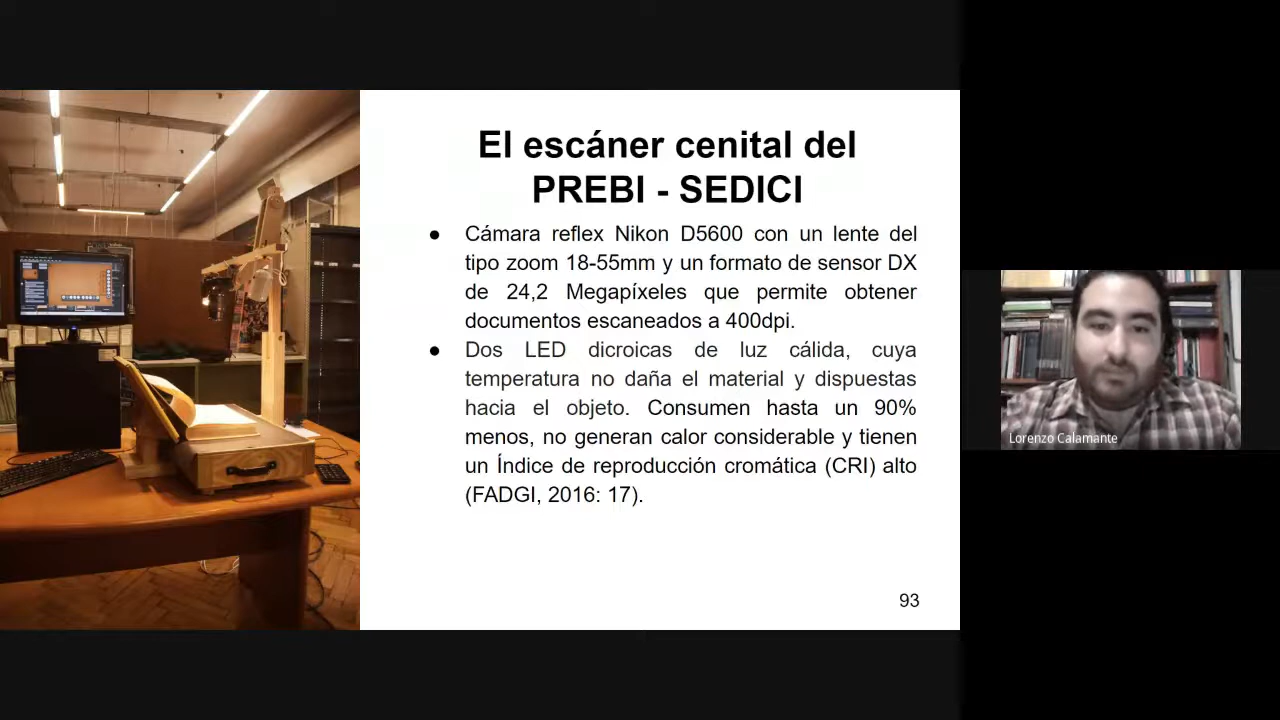 El escáner cenital del
PREBI - SEDICI
● Cámara reflex Nikon D5600 con un lente del
tipo zoom 18-55mm y un formato de sensor DX
de 24,2 Megapíxeles que permite obtener
documentos escaneados a 400dpi.
● Dos LED dicroicas de luz cálida, cuya
temperatura no daña el material y dispuestas
hacia el objeto. Consumen hasta un 90%
menos, no generan calor considerable y tienen
un Índice de reproducción cromática (CRI) alto
(FADGI, 2016: 17).
93
Lorenzo Calamante